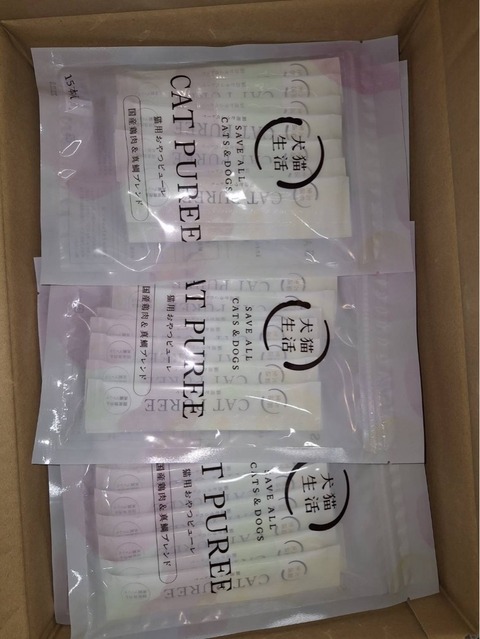 犬猫
生活
SAVE ALL
CATS & DOGS
CAT PUREE
猫用おやつピューレ
国産鶏肉&真鯛ブレンド
15本
CAT PUREE
犬猫
生活
SAVE ALL
CATS & DOGS
AT PUREE
猫用おやつピューレ
国産鶏肉&真鯛ブレンド
CAT PUREE
犬猫
生活
SAVE ALL
CATS & DOGS
T PUREE
猫用おやつピューレ
国産鶏肉&真鯛ブレンド
CAT PUREE